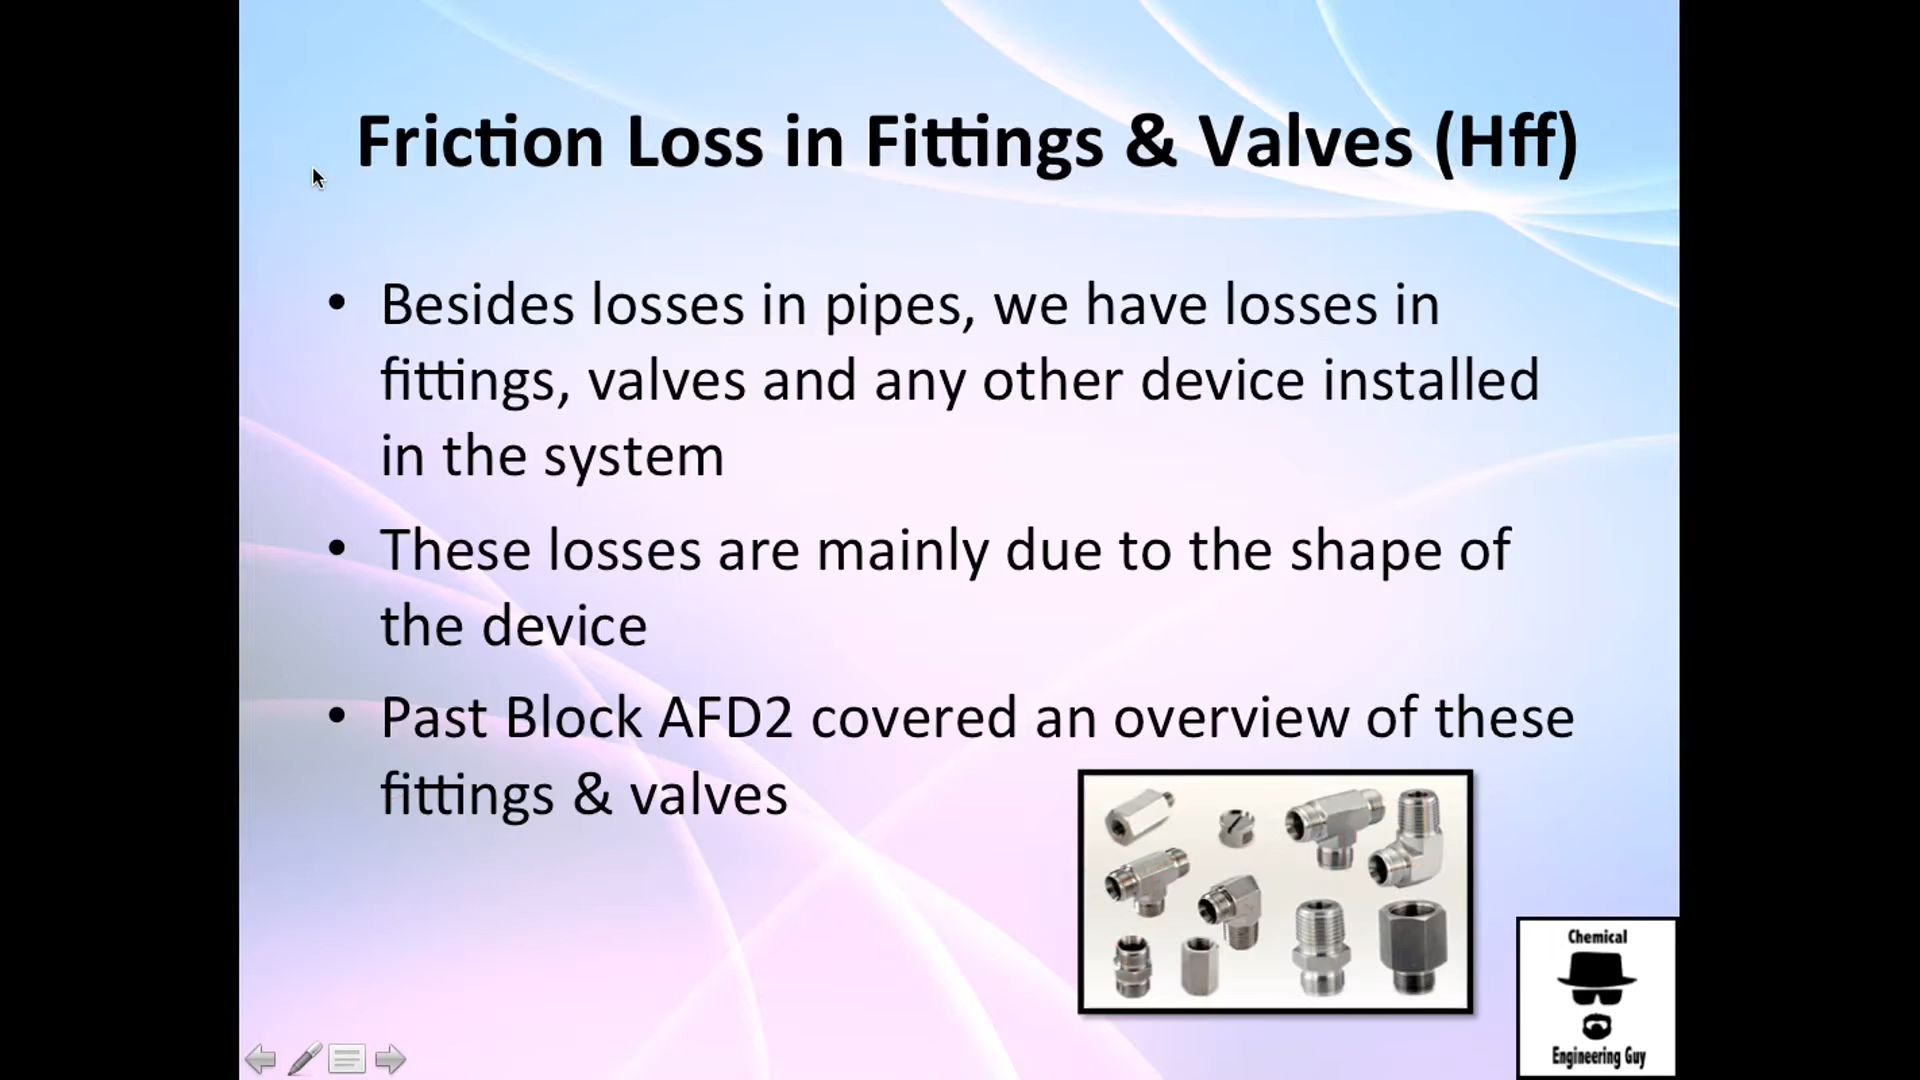 Friction Loss in Fittings & Valves (Hff)
• Besides losses in pipes, we have losses in
fittings, valves and any other device installed
in the system
• These losses are mainly due to the shape of
the device
• Past Block AFD2 covered an overview of these
fittings & valves
Chemical
Engineering Guy